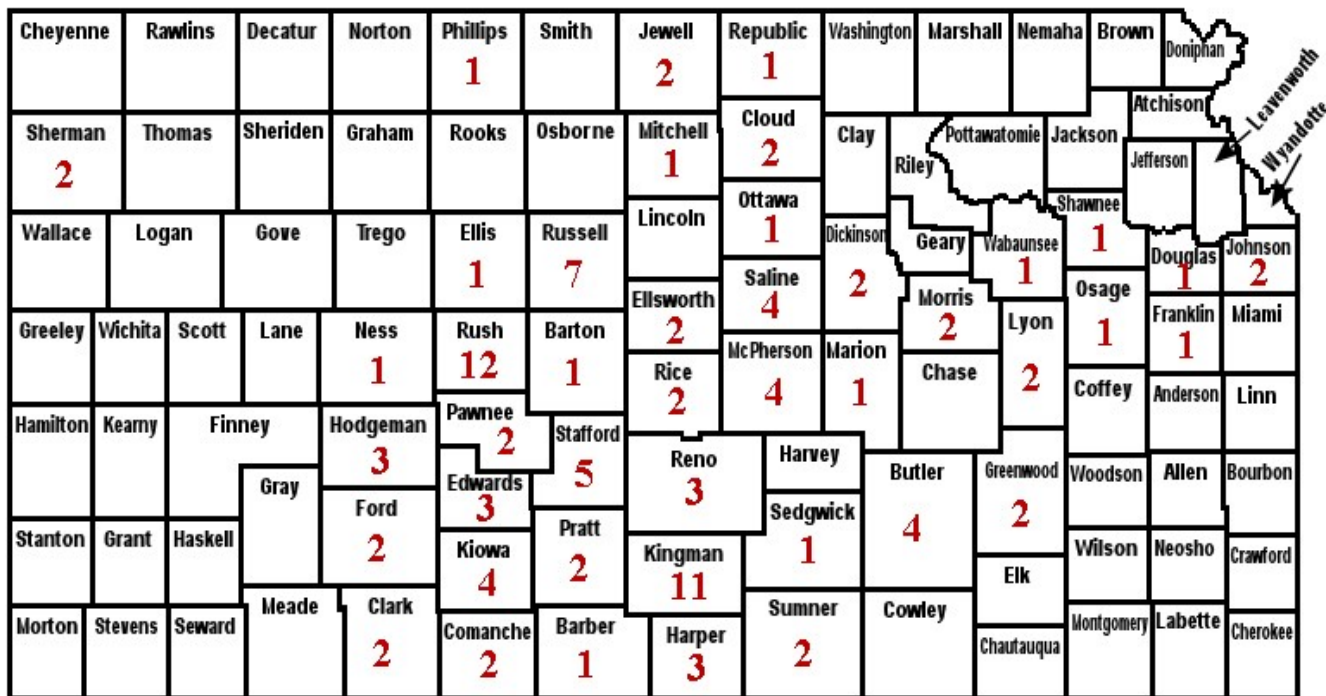 Cheyenne Rawlins Decatur Norton Phillips Smith Jewell Republic Washington Marshall Nemaha Brown Doniphan
1 2 1
Leavenworth
Wyandotte
Atchison
Sherman Thomas Sheriden Graham Rooks Osborne Mitchell Cloud Clay Riley Pottawatomie Jackson Jefferson
2 1 2
Wallace Logan Gove Trego Ellis Russell Lincoln Ottawa Dickinson Geary Wabaunsee Shawnee Douglas Johnson
1 7 1 2 1 1 1 2
Ellsworth Saline Morris Osage Franklin Miami
2 4 2 1 1
Greeley Wichita Scott Lane Ness Rush Barton Rice McPherson Marion Chase Lyon Coffey Anderson Linn
1 12 1 2 4 1 2
Hamilton Kearny Finney Hodgeman Pawnee Stafford Reno Harvey Butler Greenwood Woodson Allen Bourbon
3 2 5 3 4 2
Gray Ford Edwards Pratt Sedgwick
2 3 2 1
Stanton Grant Haskell Kiowa Kingman Elk Wilson Neosho Crawford
4 11
Morton Stevens Seward Meade Clark Comanche Barber Harper Sumner Cowley Chautauqua Montgomery Labette Cherokee
2 2 1 3 2